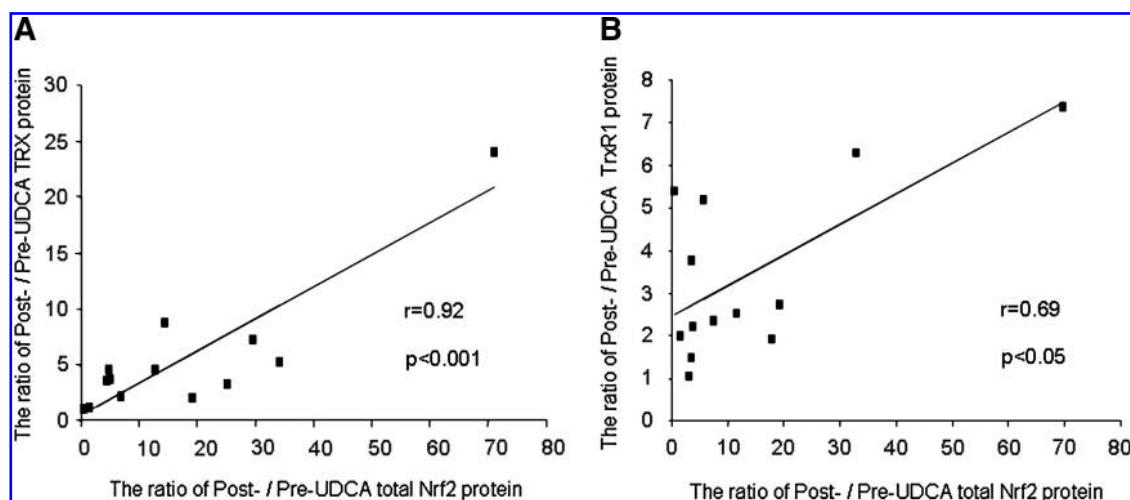 A
The ratio of Post- / Pre-UDCA TRX protein
30
25
20
15
10
5
0
r=0.92
p<0.001
0 10 20 30 40 50 60 70 80
The ratio of Post- / Pre-UDCA total Nrf2 protein
B
The ratio of Post- / Pre-UDCA TrxR1 protein
8
7
6
5
4
3
2
1
0
r=0.69
p<0.05
0 10 20 30 40 50 60 70 80
The ratio of Post- / Pre-UDCA total Nrf2 protein